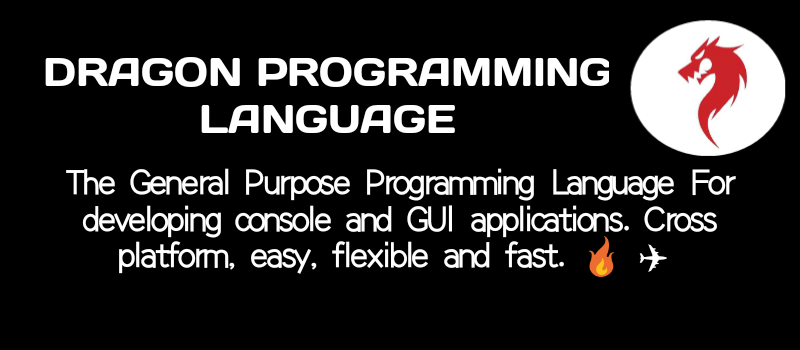 DRAGON PROGRAMMING
LANGUAGE
The General Purpose Programming Language For
developing console and GUI applications. Cross
platform, easy, flexible and fast. 🔥 ✈